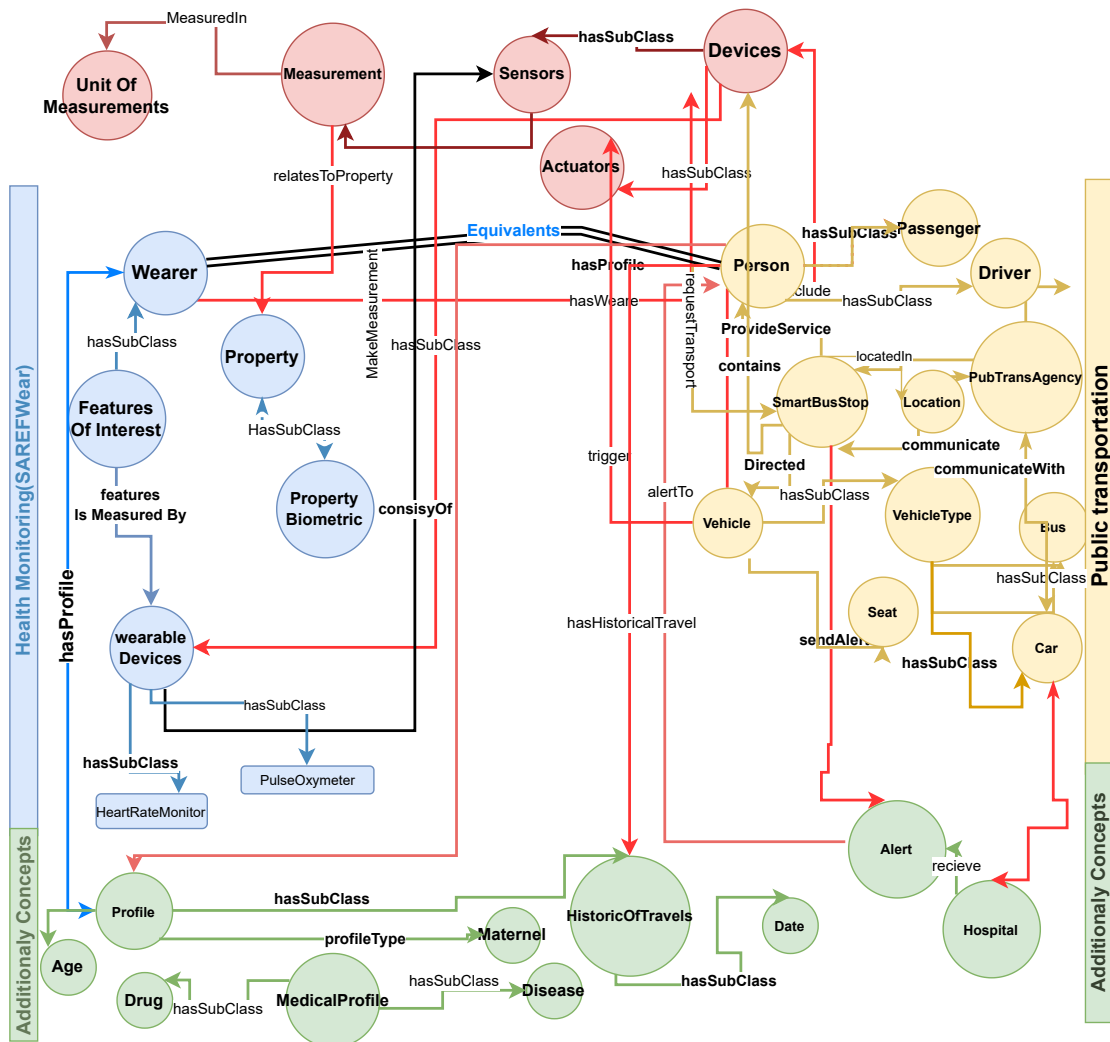 MeasuredIn
hasSubClass
Devices
Measurement
Sensors
Unit Of
Measurements
Actuators
hasSubClass
relatesToProperty
Equivalents
Passenger
hasSubClass
Wearer
hasProfile
Person
Driver
clude
hasWeare
hasSubClass
requestTransport
MakeMeasurement
ProvideService
hasSubClass
hasSubClass
Property
contains
locatedIn
PubTransAgency
SmartBusStop
Location
Features
Of Interest
HasSubClass
communicate
trigger
Directed
communicateWith
features
Is Measured By
Property
Biometric
consisyOf
alertTo
hasSubClass
Vehicle
VehicleType
Bus
hasSubClass
Health Monitoring(SAREFWear)
Public transportation
hasProfile
wearable
Devices
hasHistoricalTravel
Seat
sendAlert
hasSubClass
Car
hasSubClass
hasSubClass
PulseOxymeter
HeartRateMonitor
Additionaly Concepts
Additionaly Concepts
Alert
recieve
Profile
hasSubClass
HistoricOfTravels
Date
Hospital
profileType
Maternel
Age
hasSubClass
hasSubClass
Drug
hasSubClass
MedicalProfile
Disease